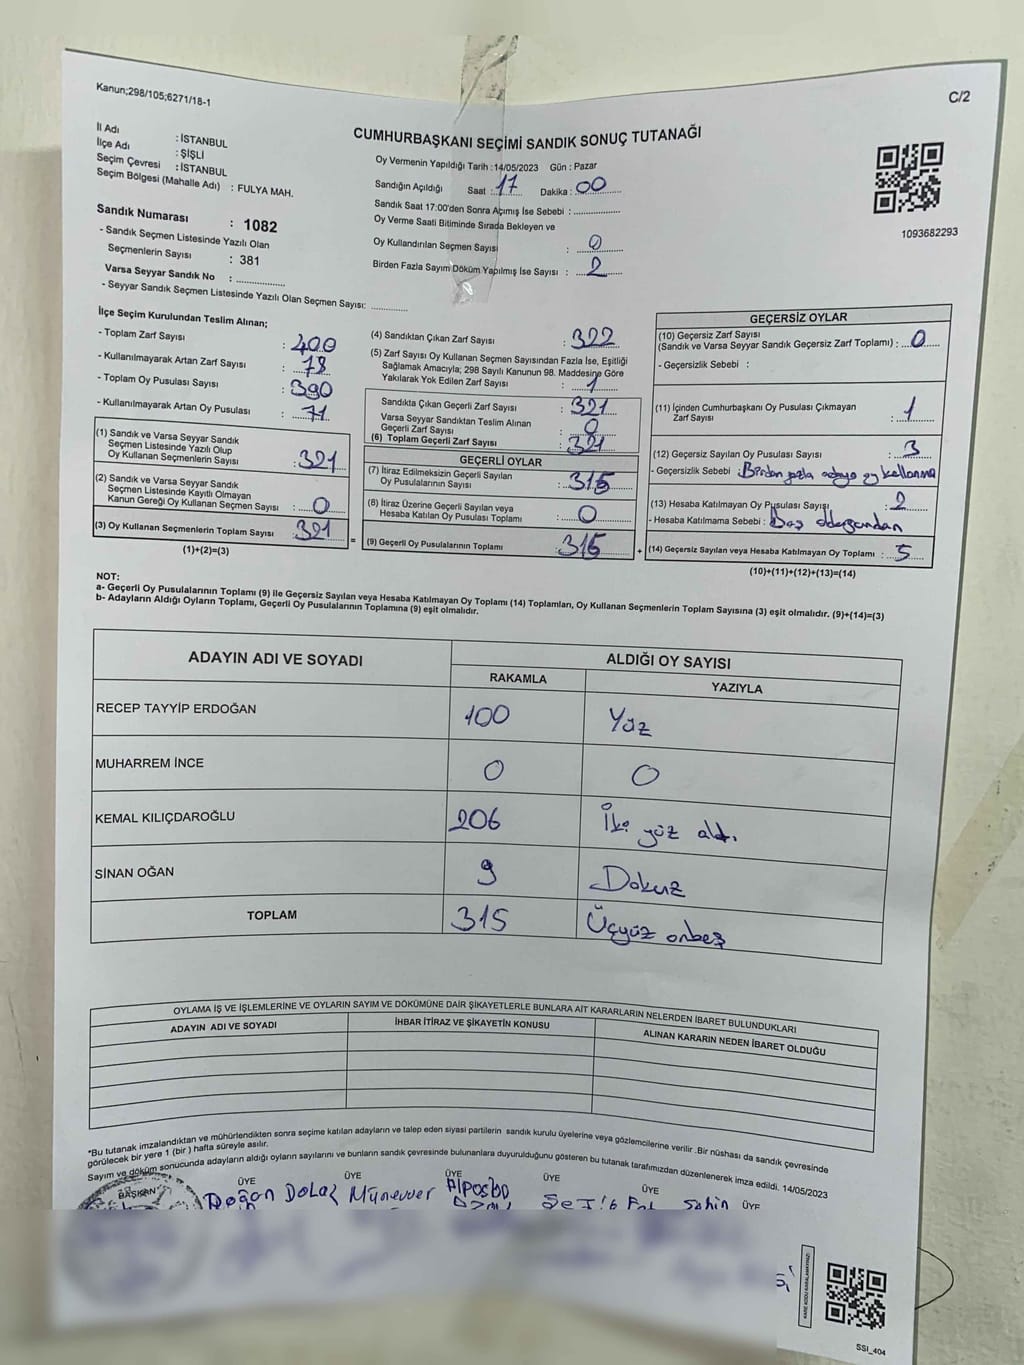 Kanun;298/105;6271/18-1
C/2
CUMHURBAŞKANI SEÇİMİ SANDIK SONUÇ TUTANAĞI
İl Adı : İSTANBUL
İlçe Adı : ŞİŞLİ
Seçim Çevresi : İSTANBUL
Seçim Bölgesi (Mahalle Adı) : FULYA MAH.
Sandık Numarası : 1082
- Sandık Seçmen Listesinde Yazılı Olan
Seçmenlerin Sayısı : 381
Varsa Seyyar Sandık No :
- Seyyar Sandık Seçmen Listesinde Yazılı Olan Seçmen Sayısı:
Oy Vermenin Yapıldığı Tarih :14/05/2023 Gün : Pazar
Sandığın Açıldığı Saat : 17 Dakika : 00
Sandık Saat 17:00'den Sonra Açımış İse Sebebi :
Oy Verme Saati Bitiminde Sırada Bekleyen ve
Oy Kullandırılan Seçmen Sayısı : 0
Birden Fazla Sayım Döküm Yapılmış İse Sayısı : 2
1093682293
İlçe Seçim Kurulundan Teslim Alınan;
- Toplam Zarf Sayısı : 400
- Kullanılmayarak Artan Zarf Sayısı : 78
- Toplam Oy Pusulası Sayısı : 390
- Kullanılmayarak Artan Oy Pusulası : 71
(1) Sandık ve Varsa Seyyar Sandık
Seçmen Listesinde Yazılı Olup
Oy Kullanan Seçmenlerin Sayısı : 321
(2) Sandık ve Varsa Seyyar Sandık
Seçmen Listesinde Kayıtlı Olmayan
Kanun Gereği Oy Kullanan Seçmen Sayısı : 0
(3) Oy Kullanan Seçmenlerin Toplam Sayısı : 321
(1)+(2)=(3)
(4) Sandıktan Çıkan Zarf Sayısı : 322
(5) Zarf Sayısı Oy Kullanan Seçmen Sayısından Fazla İse, Eşitliği
Sağlamak Amacıyla; 298 Sayılı Kanunun 98. Maddesine Göre
Yakılarak Yok Edilen Zarf Sayısı : 1
Sandıkta Çıkan Geçerli Zarf Sayısı : 321
Varsa Seyyar Sandıktan Teslim Alınan
Geçerli Zarf Sayısı : 0
(6) Toplam Geçerli Zarf Sayısı : 321
GEÇERLİ OYLAR
(7) İtiraz Edilmeksizin Geçerli Sayılan
Oy Pusulalarının Sayısı : 315
(8) İtiraz Üzerine Geçerli Sayılan veya
Hesaba Katılan Oy Pusulası Toplamı : 0
= (9) Geçerli Oy Pusulalarının Toplamı 315 +
GEÇERSİZ OYLAR
(10) Geçersiz Zarf Sayısı
(Sandık ve Varsa Seyyar Sandık Geçersiz Zarf Toplamı) : 0
- Geçersizlik Sebebi :
(11) İçinden Cumhurbaşkanı Oy Pusulası Çıkmayan
Zarf Sayısı : 1
(12) Geçersiz Sayılan Oy Pusulası Sayısı : 3
- Geçersizlik Sebebi : Birden fazla adaya oy kullanma
(13) Hesaba Katılmayan Oy Pusulası Sayısı : 2
- Hesaba Katılmama Sebebi : Boş olduğundan
(14) Geçersiz Sayılan veya Hesaba Katılmayan Oy Toplamı : 5
(10)+(11)+(12)+(13)=(14)
NOT:
a- Geçerli Oy Pusulalarının Toplamı (9) ile Geçersiz Sayılan veya Hesaba Katılmayan Oy Toplamı (14) Toplamları, Oy Kullanan Seçmenlerin Toplam Sayısına (3) eşit olmalıdır. (9)+(14)=(3)
b- Adayların Aldığı Oyların Toplamı, Geçerli Oy Pusulalarının Toplamına (9) eşit olmalıdır.
ADAYIN ADI VE SOYADI ALDIĞI OY SAYISI
RAKAMLA YAZIYLA
RECEP TAYYİP ERDOĞAN 100 Yüz
MUHARREM İNCE 0 0
KEMAL KILIÇDAROĞLU 206 İki yüz altı
SİNAN OĞAN 9 Dokuz
TOPLAM 315 Üçyüz onbeş
OYLAMA İŞ VE İŞLEMLERİNE VE OYLARIN SAYIM VE DÖKÜMÜNE DAİR ŞİKAYETLERLE BUNLARA AİT KARARLARIN NELERDEN İBARET BULUNDUKLARI
ADAYIN ADI VE SOYADI İHBAR İTİRAZ VE ŞİKAYETİN KONUSU ALINAN KARARIN NEDEN İBARET OLDUĞU
*Bu tutanak imzalandıktan ve mühürlendikten sonra seçime katılan adayların ve talep eden siyasi partilerin sandık kurulu üyelerine veya gözlemcilerine verilir .Bir nüshası da sandık çevresinde
görülecek bir yere 1 (bir ) hafta süreyle asılır.
Sayım ve döküm sonucunda adayların aldığı oyların sayılarını ve bunların sandık çevresinde bulunanlara duyurulduğunu gösteren bu tutanak tarafımızdan düzenlenerek imza edildi. 14/05/2023
BAŞKAN ÜYE ÜYE ÜYE ÜYE ÜYE ÜYE
Doğan Dolaş Münevver Alposbo Şahin
KARE KODU KARALAMAYINIZ!
SSI_404